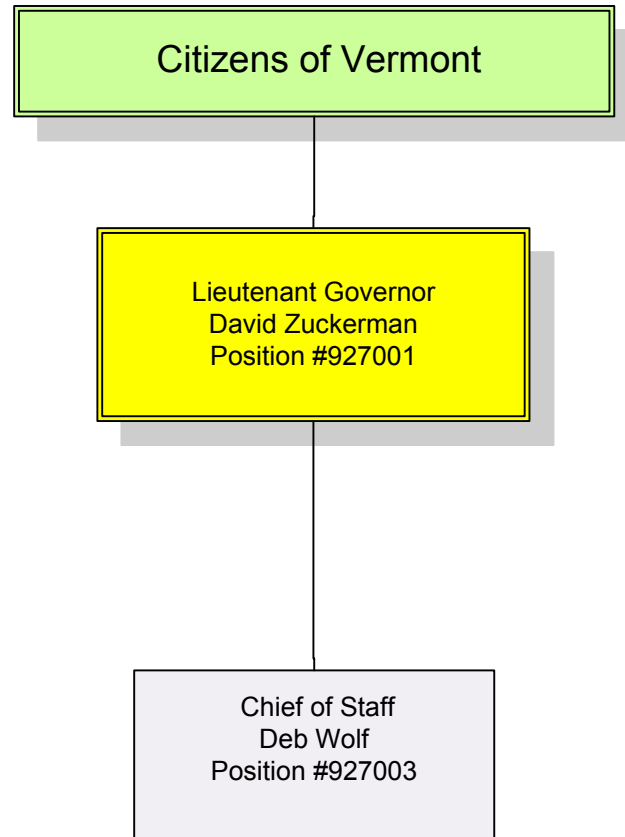 Citizens of Vermont
Lieutenant Governor
David Zuckerman
Position #927001
Chief of Staff
Deb Wolf
Position #927003